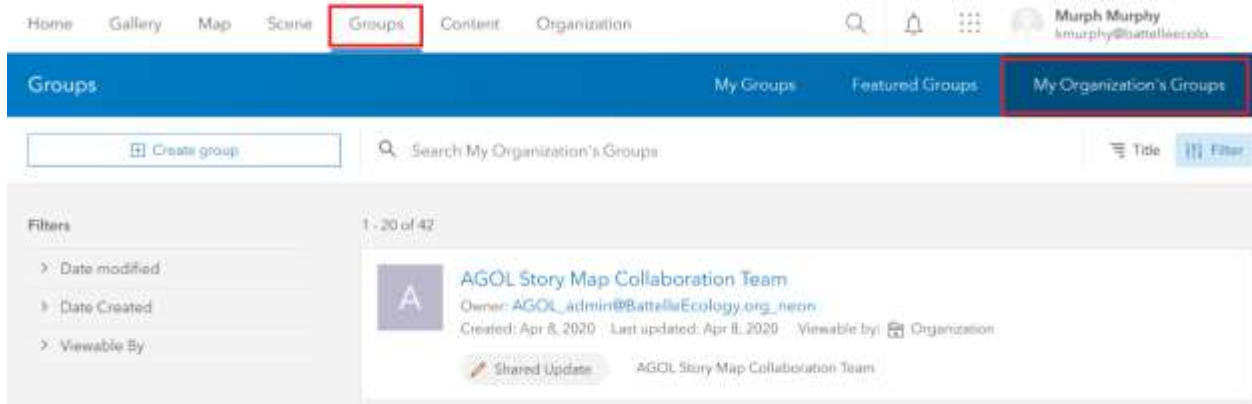 Home Gallery Map Scene Groups Content Organization Murph Murphy
kmurphy@battelleecolo...
Groups My Groups Featured Groups My Organization's Groups
Create group Search My Organization's Groups Title Filter
Filters 1 - 20 of 42
Date modified
Date Created
Viewable By
A
AGOL Story Map Collaboration Team
Owner: AGOL_admin@BattelleEcology.org_neon
Created: Apr 8, 2020 Last updated: Apr 8, 2020 Viewable by: Organization
Shared Update AGOL Story Map Collaboration Team